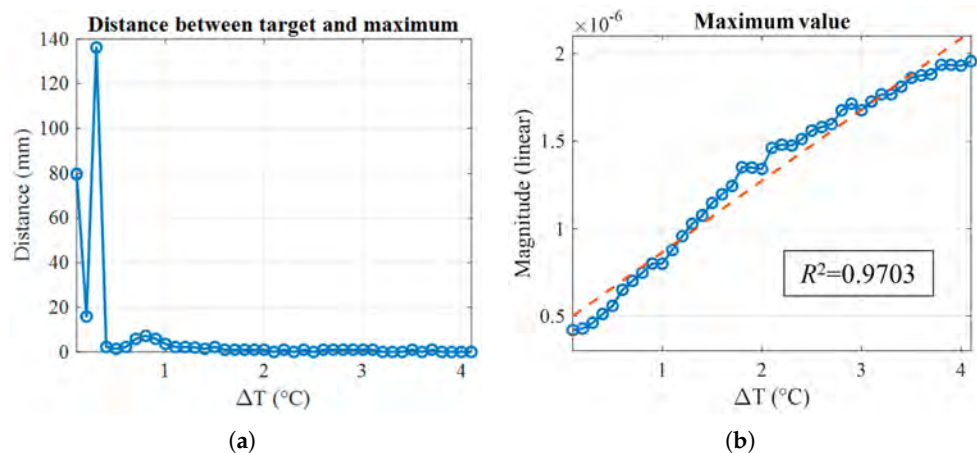 Distance between target and maximum
140
120
100
80
60
40
20
0
Distance (mm)
1
2
3
4
ΔT (°C)
(a)
×10⁻⁶
Maximum value
2
1.5
1
0.5
Magnitude (linear)
R²=0.9703
1
2
3
4
ΔT (°C)
(b)